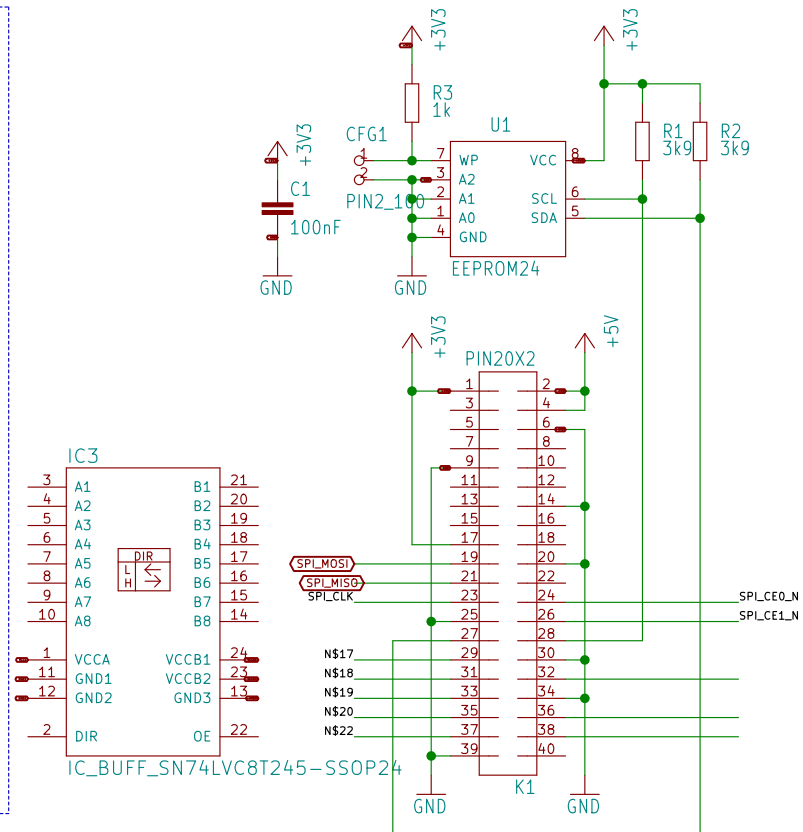 +3V3
+3V3
R3
1k
U1
CFG1
1
2
PIN2_100
+3V3
C1
100nF
GND
7 WP VCC 8
3 A2
2 A1 SCL 6
1 A0 SDA 5
4 GND
EEPROM24
GND
R1
3k9
R2
3k9
+3V3
+5V
PIN20X2
1 2
3 4
5 6
7 8
9 10
11 12
13 14
15 16
17 18
SPI_MOSI 19 20
SPI_MISO 21 22
SPI_CLK 23 24 SPI_CE0_N
25 26 SPI_CE1_N
27 28
N$17 29 30
N$18 31 32
N$19 33 34
N$20 35 36
N$22 37 38
39 40
K1
GND
GND
IC3
3 A1 B1 21
4 A2 B2 20
5 A3 B3 19
6 A4 B4 18
7 A5 B5 17
8 A6 B6 16
9 A7 B7 15
10 A8 B8 14
DIR
L
H
1 VCCA VCCB1 24
11 GND1 VCCB2 23
12 GND2 GND3 13
2 DIR OE 22
IC_BUFF_SN74LVC8T245-SSOP24